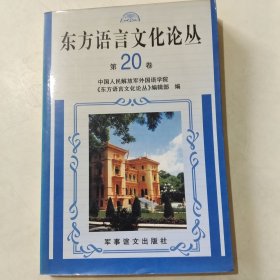 东方语言文化论丛
第20卷
中国人民解放军外国语学院
《东方语言文化论丛》编辑部 编
军事谊文出版社